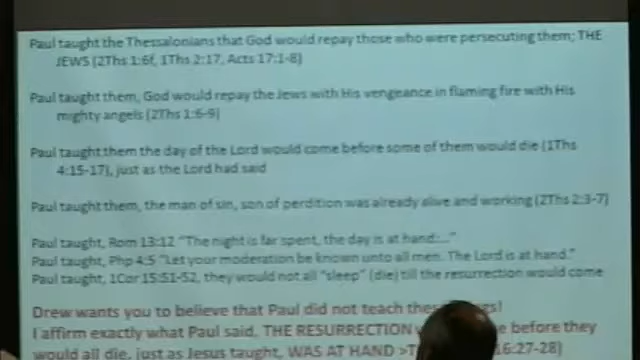 Paul taught the Thessalonians that God would repay those who were persecuting them; THE
JEWS (2Ths 1:6f, 1Ths 2:17, Acts 17:1-8)
Paul taught them, God would repay the Jews with His vengeance in flaming fire with His
mighty angels (2Ths 1:6-9)
Paul taught them the day of the Lord would come before some of them would die (1Ths
4:15-17), just as the Lord had said
Paul taught them, the man of sin, son of perdition was already alive and working (2Ths 2:3-7)
Paul taught, Rom 13:12 "The night is far spent, the day is at hand:..."
Paul taught, Php 4:5 "Let your moderation be known unto all men. The Lord is at hand."
Paul taught, 1Cor 15:51-52, they would not all "sleep" (die) till the resurrection would come
Drew wants you to believe that Paul did not teach
I affirm exactly what Paul said, THE RESURRECTION before they
would all die, just as Jesus taught, WAS AT HAND 16:27-28)